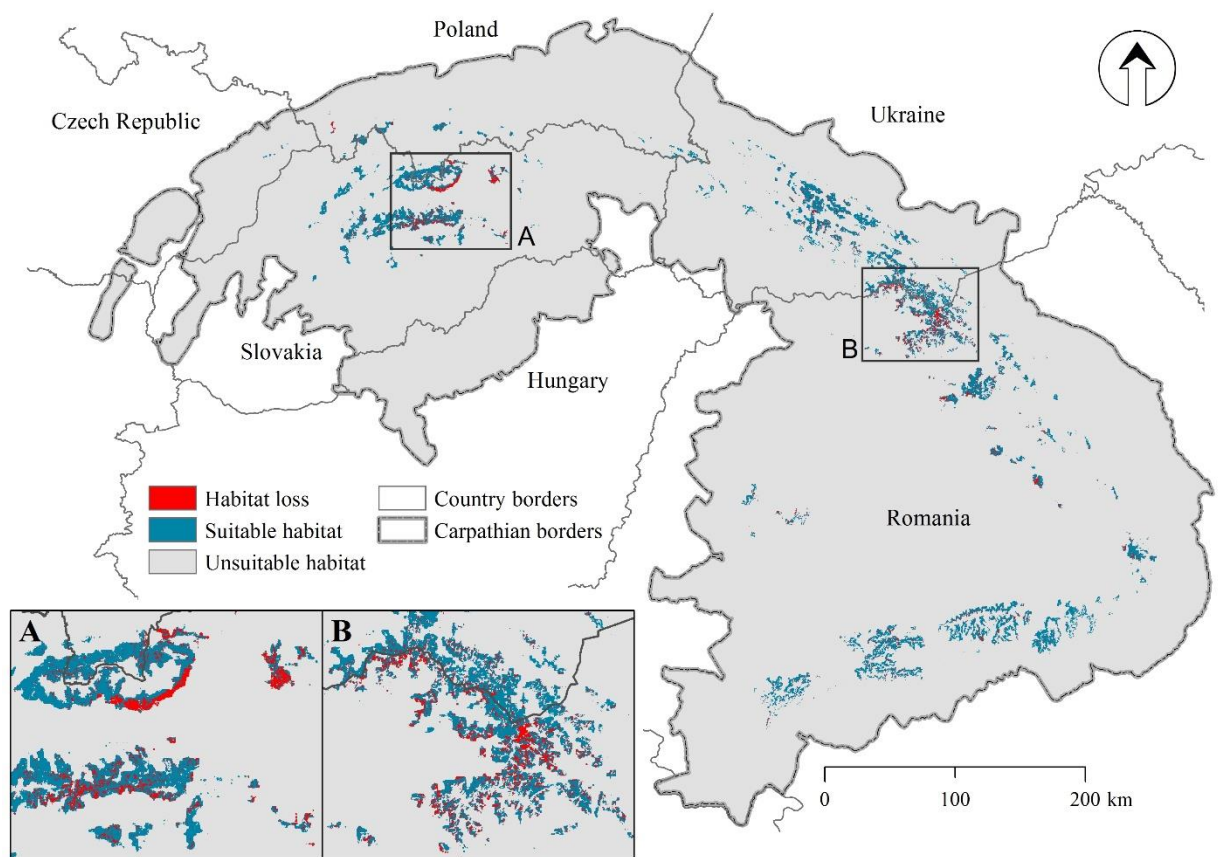 Poland
Czech Republic
Ukraine
A
B
Slovakia
Hungary
Habitat loss
Country borders
Suitable habitat
Carpathian borders
Unsuitable habitat
Romania
A
B
0
100
200 km